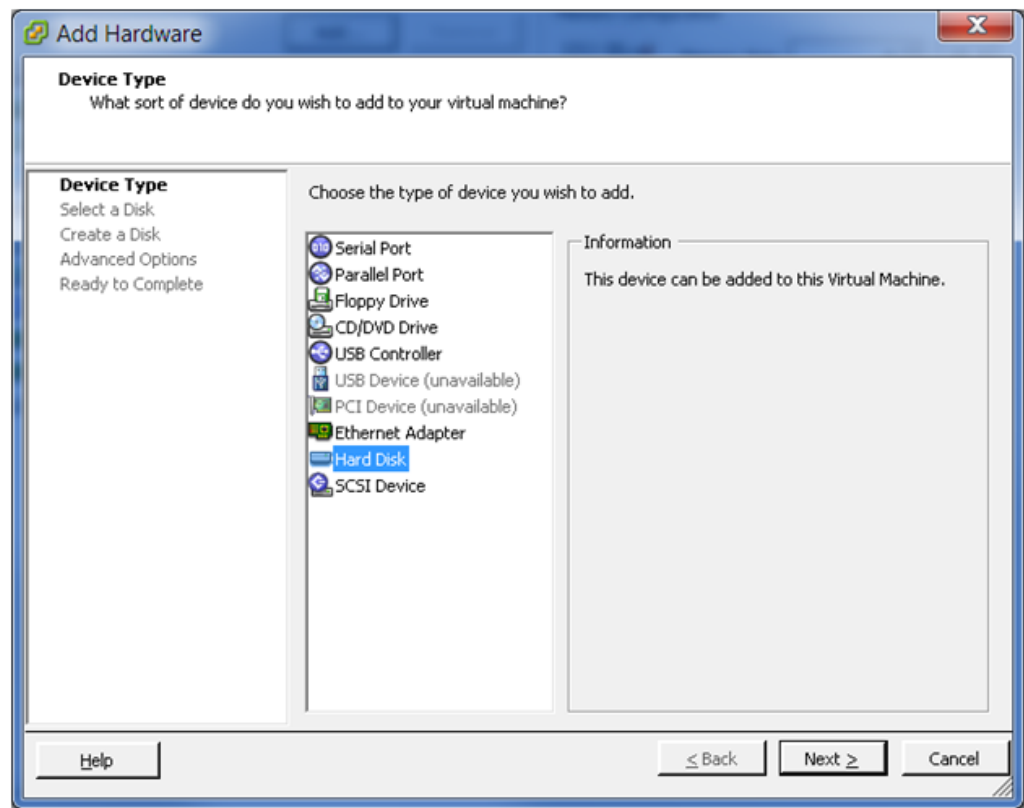 Add Hardware
Device Type
What sort of device do you wish to add to your virtual machine?
Device Type
Select a Disk
Create a Disk
Advanced Options
Ready to Complete
Choose the type of device you wish to add.
Serial Port
Parallel Port
Floppy Drive
CD/DVD Drive
USB Controller
USB Device (unavailable)
PCI Device (unavailable)
Ethernet Adapter
Hard Disk
SCSI Device
Information
This device can be added to this Virtual Machine.
Help
< Back
Next >
Cancel